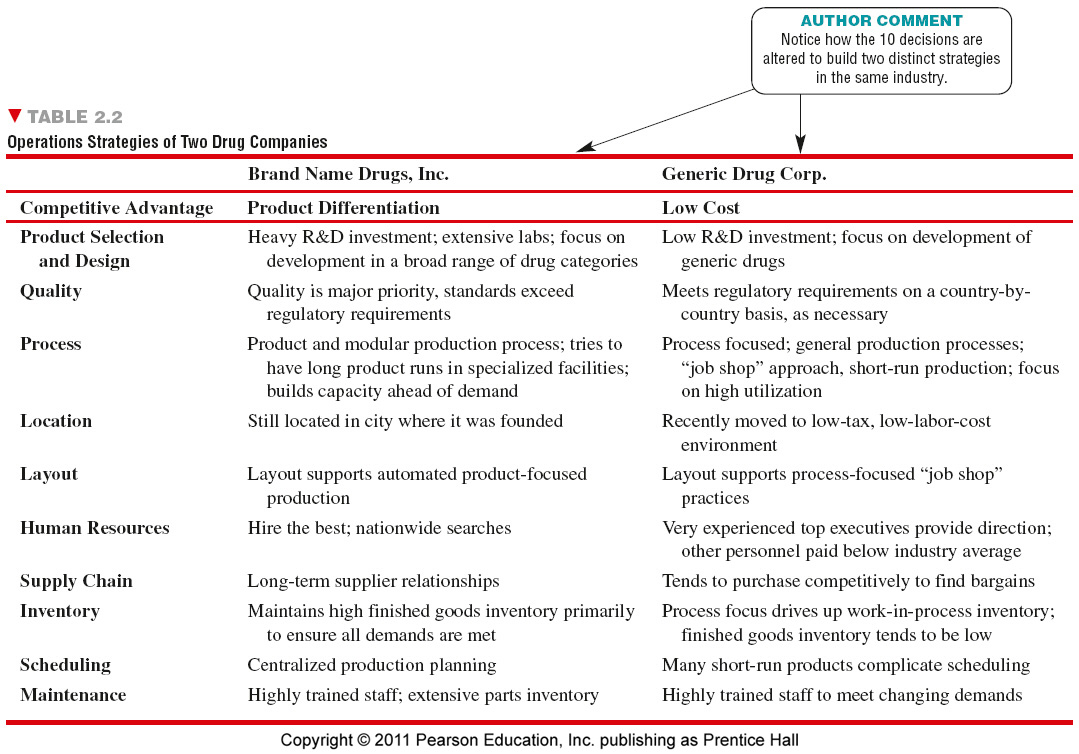 AUTHOR COMMENT
Notice how the 10 decisions are
altered to build two distinct strategies
in the same industry.
▼ TABLE 2.2
Operations Strategies of Two Drug Companies
Brand Name Drugs, Inc. Generic Drug Corp.
Competitive Advantage Product Differentiation Low Cost
Product Selection Heavy R&D investment; extensive labs; focus on Low R&D investment; focus on development of
and Design development in a broad range of drug categories generic drugs
Quality Quality is major priority, standards exceed Meets regulatory requirements on a country-by-
regulatory requirements country basis, as necessary
Process Product and modular production process; tries to Process focused; general production processes;
have long product runs in specialized facilities; “job shop” approach, short-run production; focus
builds capacity ahead of demand on high utilization
Location Still located in city where it was founded Recently moved to low-tax, low-labor-cost
environment
Layout Layout supports automated product-focused Layout supports process-focused “job shop”
production practices
Human Resources Hire the best; nationwide searches Very experienced top executives provide direction;
other personnel paid below industry average
Supply Chain Long-term supplier relationships Tends to purchase competitively to find bargains
Inventory Maintains high finished goods inventory primarily Process focus drives up work-in-process inventory;
to ensure all demands are met finished goods inventory tends to be low
Scheduling Centralized production planning Many short-run products complicate scheduling
Maintenance Highly trained staff; extensive parts inventory Highly trained staff to meet changing demands
Copyright © 2011 Pearson Education, Inc. publishing as Prentice Hall